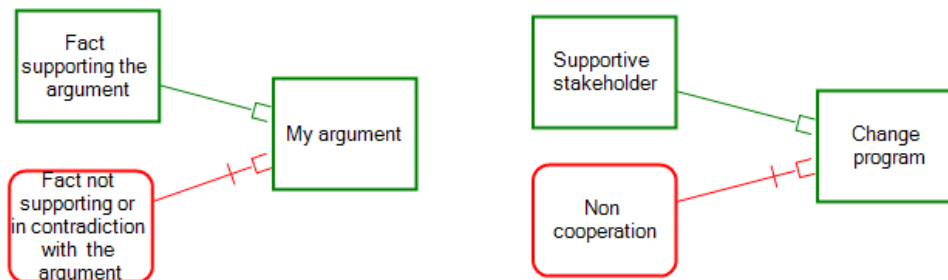 Fact
supporting the
argument
My argument
Fact not
supporting or
in contradiction
with the
argument
Supportive
stakeholder
Change
program
Non
cooperation